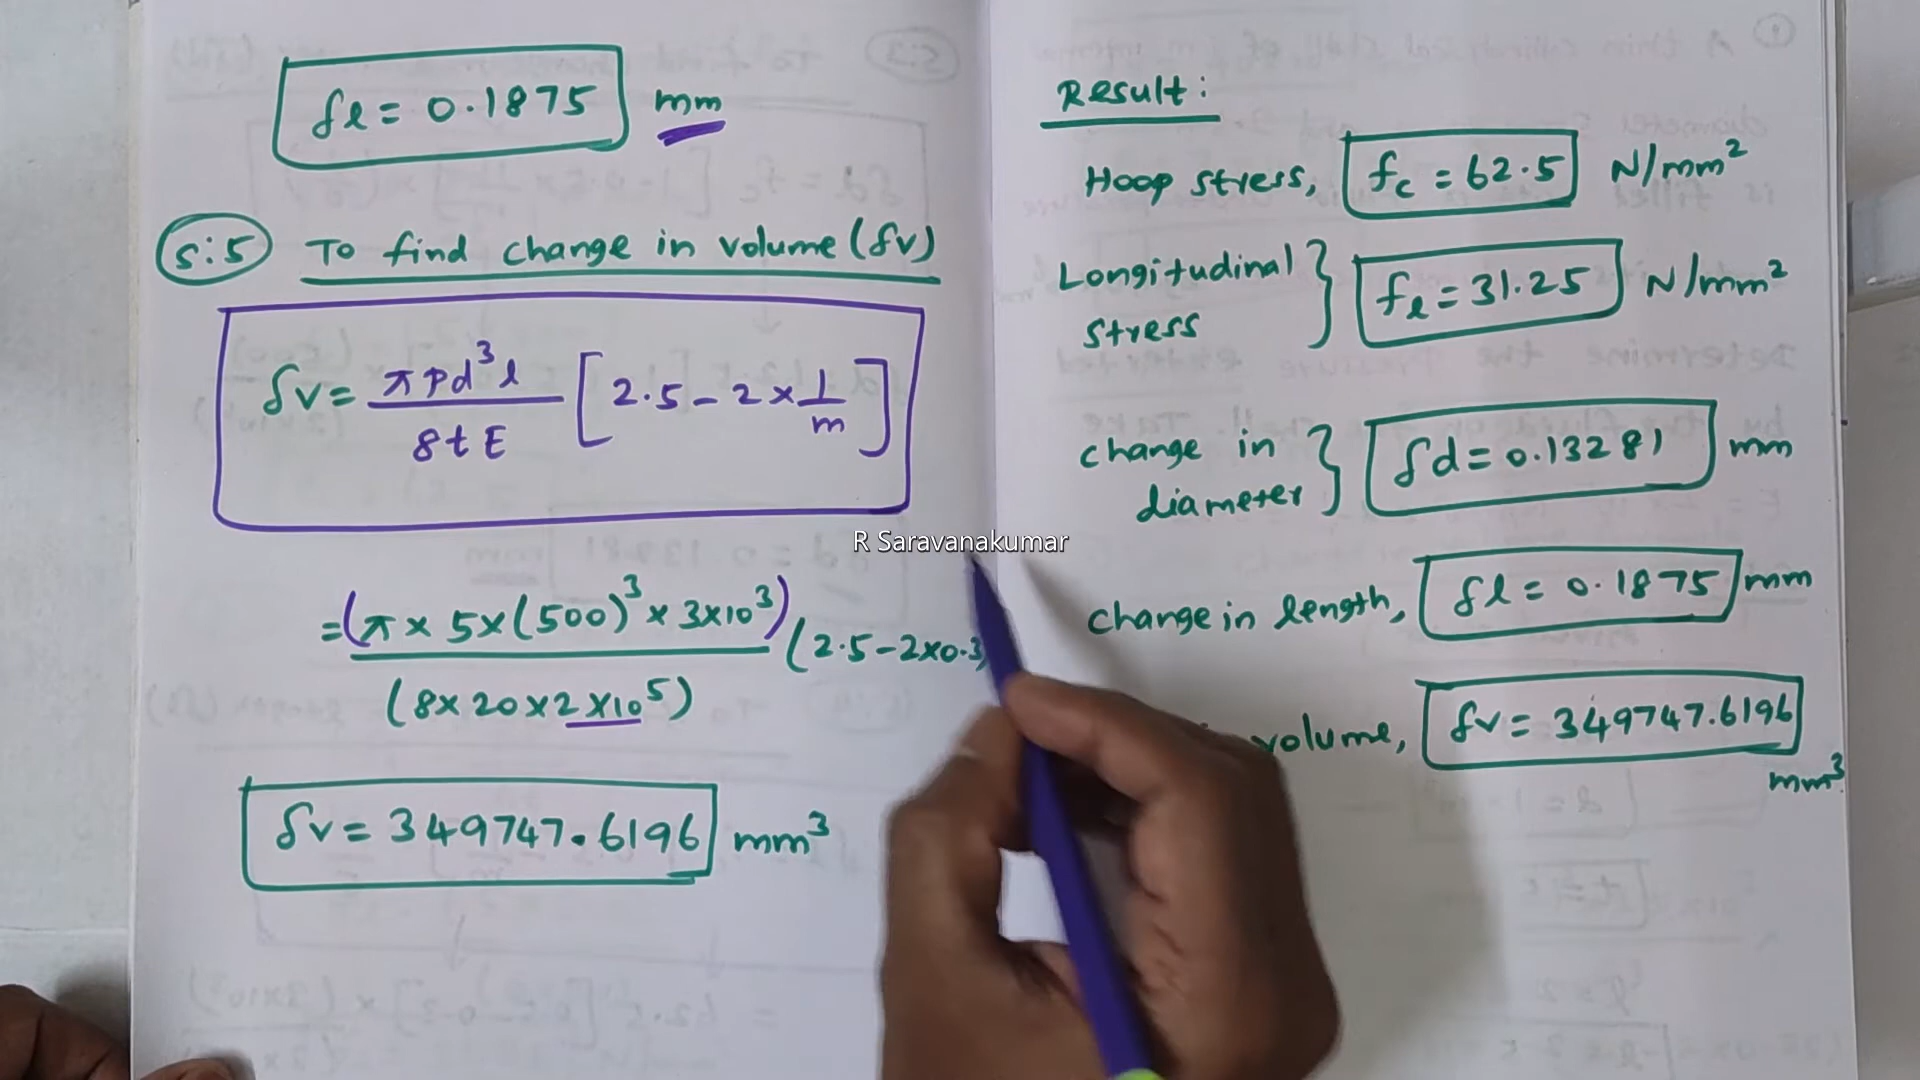 δl = 0.1875 mm
S:5 To find change in volume (δv)
δv = πpd³l / 8tE [2.5 - 2 × 1/m]
= (π × 5 × (500)³ × 3×10³) / (8 × 20 × 2×10⁵) (2.5 - 2×0.3
δv = 349747.6196 mm³
Result:
Hoop stress, fc = 62.5 N/mm²
Longitudinal stress } fl = 31.25 N/mm²
change in diameter } δd = 0.13281 mm
change in length, δl = 0.1875 mm
volume, δv = 349747.6196 mm³
R Saravanakumar